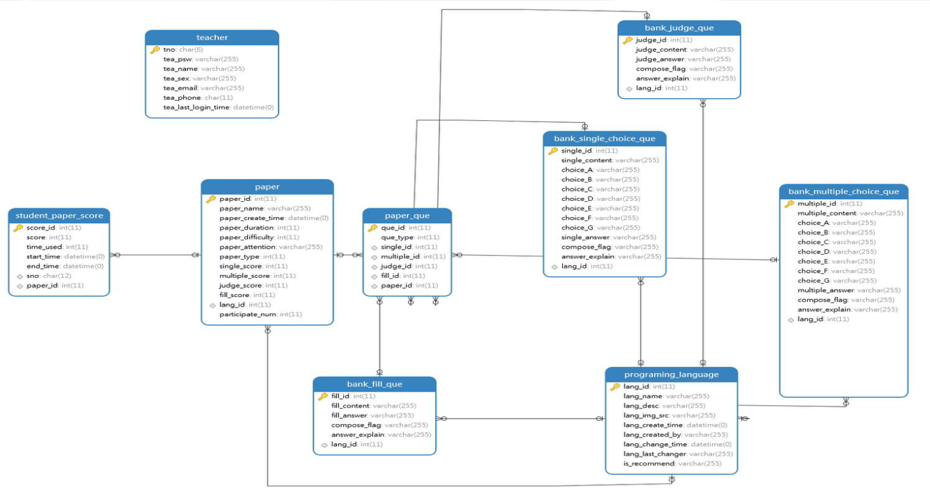 teacher
tno: char(6)
tea_psw: varchar(255)
tea_name: varchar(255)
tea_sex: varchar(255)
tea_email: varchar(255)
tea_phone: char(11)
tea_last_login_time: datetime(0)
bank_judge_que
judge_id: int(11)
judge_content: varchar(255)
judge_answer: varchar(255)
compose_flag: varchar(255)
answer_explain: varchar(255)
lang_id: int(11)
bank_single_choice_que
single_id: int(11)
single_content: varchar(255)
choice_A: varchar(255)
choice_B: varchar(255)
choice_C: varchar(255)
choice_D: varchar(255)
choice_E: varchar(255)
choice_F: varchar(255)
choice_G: varchar(255)
single_answer: varchar(255)
compose_flag: varchar(255)
answer_explain: varchar(255)
lang_id: int(11)
bank_multiple_choice_que
multiple_id: int(11)
multiple_content: varchar(255)
choice_A: varchar(255)
choice_B: varchar(255)
choice_C: varchar(255)
choice_D: varchar(255)
choice_E: varchar(255)
choice_F: varchar(255)
choice_G: varchar(255)
multiple_answer: varchar(255)
compose_flag: varchar(255)
answer_explain: varchar(255)
lang_id: int(11)
student_paper_score
score_id: int(11)
score: int(11)
time_used: int(11)
start_time: datetime(0)
end_time: datetime(0)
sno: char(12)
paper_id: int(11)
paper
paper_id: int(11)
paper_name: varchar(255)
paper_create_time: datetime(0)
paper_duration: int(11)
paper_difficulty: int(11)
paper_attention: varchar(255)
paper_type: int(11)
single_score: int(11)
multiple_score: int(11)
judge_score: int(11)
fill_score: int(11)
lang_id: int(11)
participate_num: int(11)
paper_que
que_id: int(11)
que_type: int(11)
single_id: int(11)
multiple_id: int(11)
judge_id: int(11)
fill_id: int(11)
paper_id: int(11)
bank_fill_que
fill_id: int(11)
fill_content: varchar(255)
fill_answer: varchar(255)
compose_flag: varchar(255)
answer_explain: varchar(255)
lang_id: int(11)
programing_language
lang_id: int(11)
lang_name: varchar(255)
lang_desc: varchar(255)
lang_img_src: varchar(255)
lang_create_time: datetime(0)
lang_created_by: varchar(255)
lang_change_time: datetime(0)
lang_last_changer: varchar(255)
is_recommend: varchar(255)